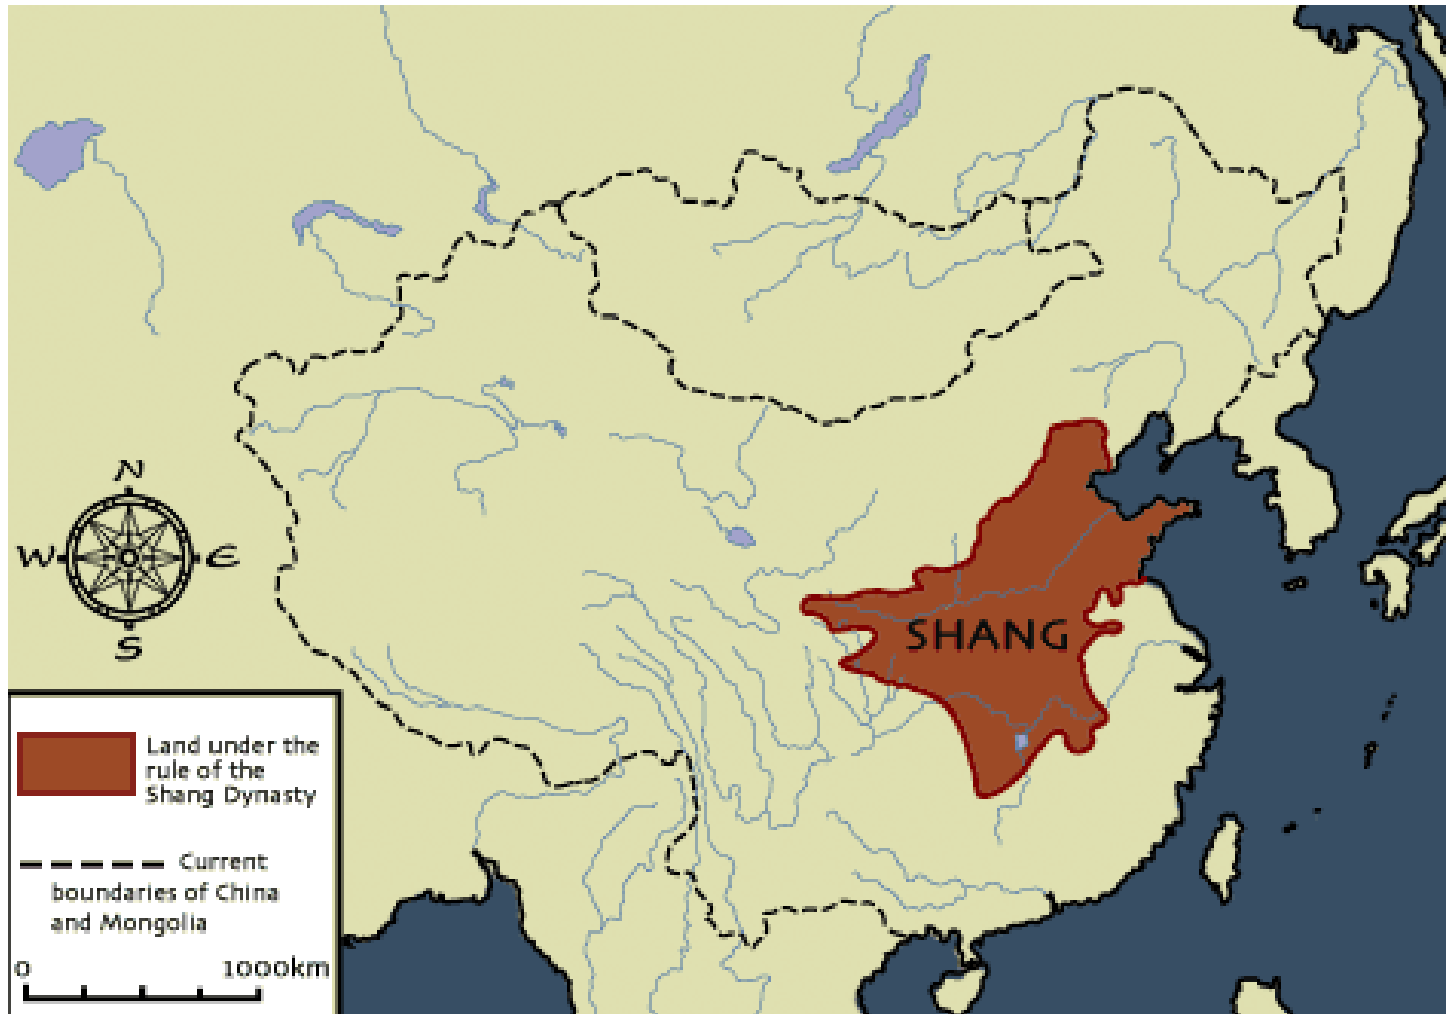 N
W
E
S
SHANG
Land under the
rule of the
Shang Dynasty
Current
boundaries of China
and Mongolia
0 1000km